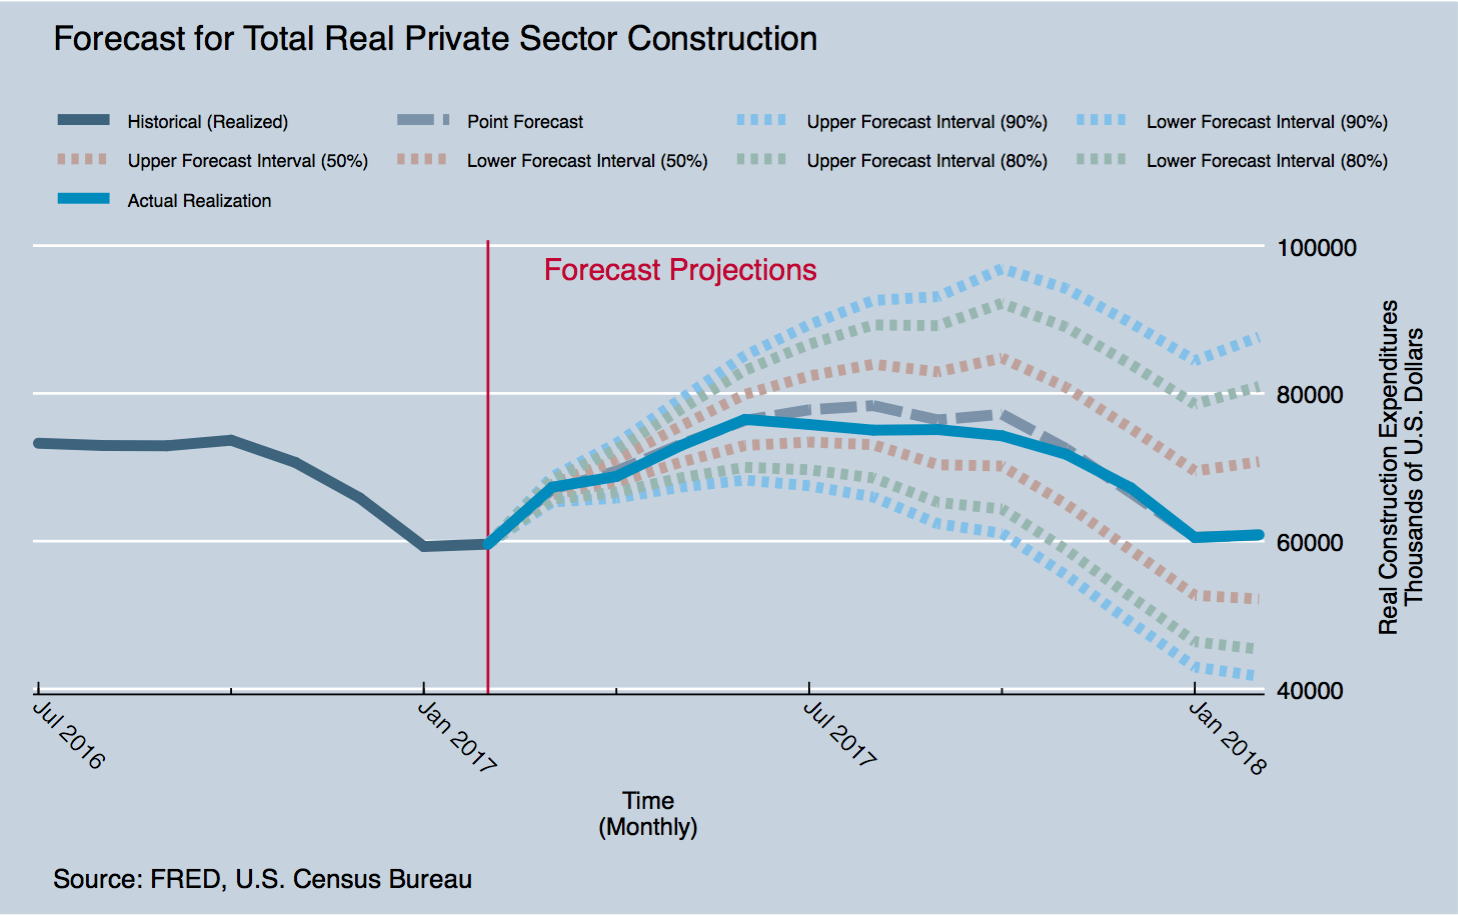 Forecast for Total Real Private Sector Construction
Historical (Realized)
Point Forecast
Upper Forecast Interval (90%)
Lower Forecast Interval (90%)
Upper Forecast Interval (50%)
Lower Forecast Interval (50%)
Upper Forecast Interval (80%)
Lower Forecast Interval (80%)
Actual Realization
Forecast Projections
100000
80000
60000
40000
Real Construction Expenditures
Thousands of U.S. Dollars
Jul 2016
Jan 2017
Jul 2017
Jan 2018
Time
(Monthly)
Source: FRED, U.S. Census Bureau